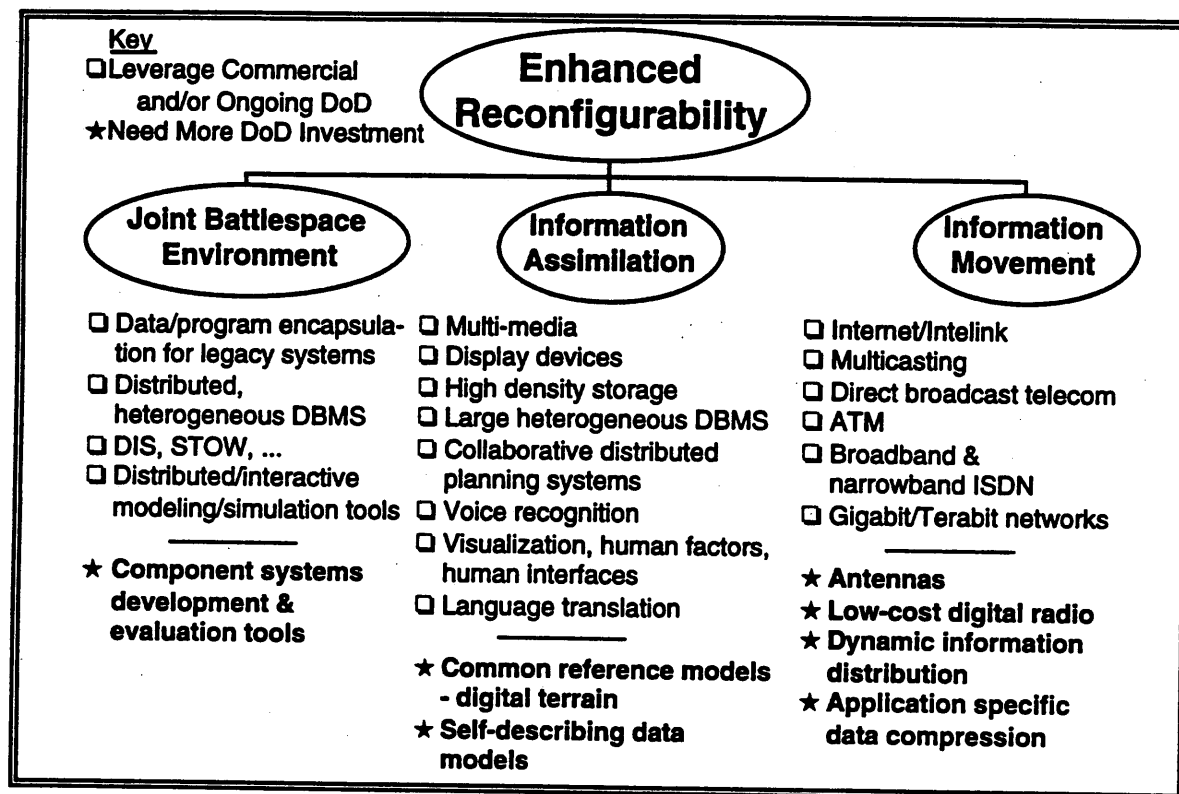 Key
❑Leverage Commercial
and/or Ongoing DoD
★Need More DoD Investment
Enhanced
Reconfigurability
Joint Battlespace
Environment
❑ Data/program encapsula-
tion for legacy systems
❑ Distributed,
heterogeneous DBMS
❑ DIS, STOW, ...
❑ Distributed/interactive
modeling/simulation tools
★ Component systems
development &
evaluation tools
Information
Assimilation
❑ Multi-media
❑ Display devices
❑ High density storage
❑ Large heterogeneous DBMS
❑ Collaborative distributed
planning systems
❑ Voice recognition
❑ Visualization, human factors,
human interfaces
❑ Language translation
★ Common reference models
- digital terrain
★ Self-describing data
models
Information
Movement
❑ Internet/Intelink
❑ Multicasting
❑ Direct broadcast telecom
❑ ATM
❑ Broadband &
narrowband ISDN
❑ Gigabit/Terabit networks
★ Antennas
★ Low-cost digital radio
★ Dynamic information
distribution
★ Application specific
data compression